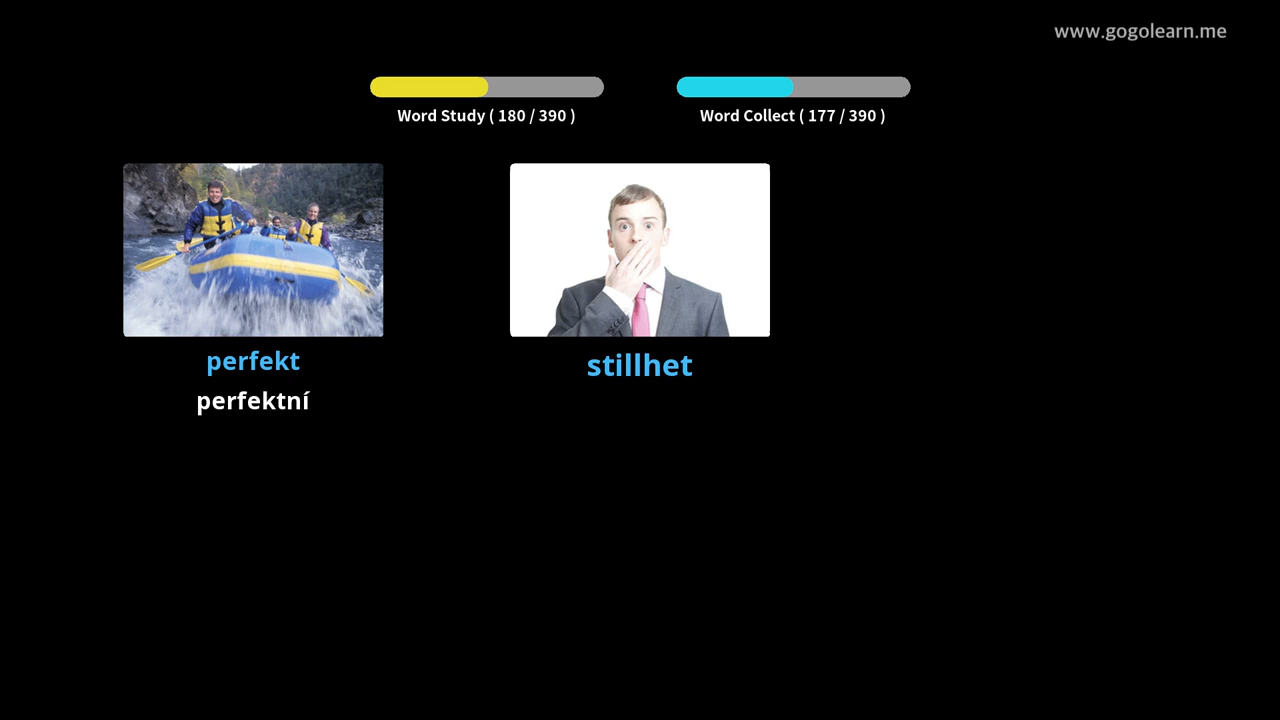 www.gogolearn.me
Word Study ( 180 / 390 )
Word Collect ( 177 / 390 )
perfekt
perfektní
stillhet